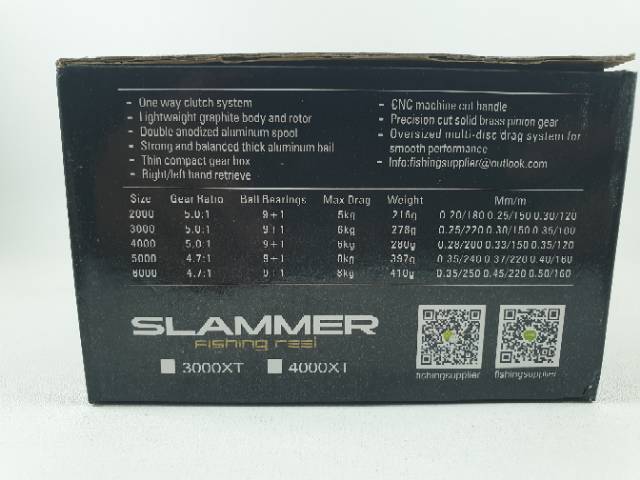 - One way clutch system
- Lightweight graphite body and rotor
- Double anodized aluminum spool
- Strong and balanced thick aluminum bail
- Thin compact gear box
- Right/left hand retrieve
- CNC machine cut handle
- Precision cut solid brass pinion gear
- Oversized multi-disc drag system for
smooth performance
- Info:fishingsupplier@outlook.com
Size Gear Ratio Ball Bearings Max Drag Weight Mm/m
2000 5.0:1 9+1 5kg 216g 0.20/180 0.25/150 0.30/120
3000 5.0:1 9+1 6kg 278g 0.25/220 0.30/150 0.35/100
4000 5.0:1 9+1 6kg 280g 0.28/200 0.33/150 0.35/120
5000 4.7:1 9+1 8kg 397g 0.35/240 0.37/220 0.40/180
6000 4.7:1 9+1 8kg 410g 0.35/250 0.45/220 0.50/160
SLAMMER
Fishing reel
3000XT 4000XT
fishingsupplier fishingsupplier